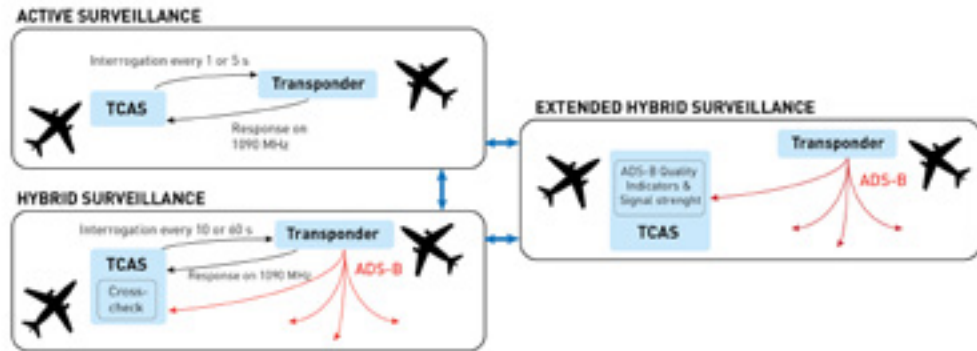 ACTIVE SURVEILLANCE
Interrogation every 1 or 5 s
Transponder
TCAS
Response on
1090 MHz
HYBRID SURVEILLANCE
Interrogation every 10 or 60 s
Transponder
TCAS
Response on 1090 MHz
ADS-B
Cross-
check
EXTENDED HYBRID SURVEILLANCE
Transponder
ADS-B Quality
Indicators &
Signal strenght
ADS-B
TCAS